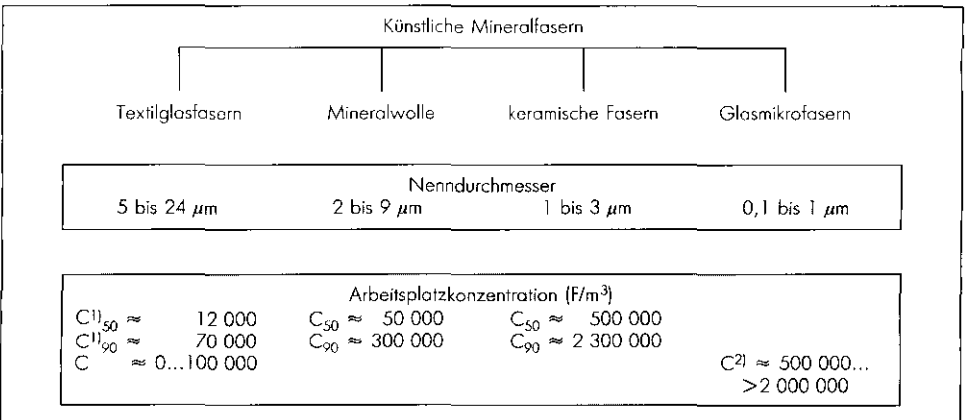 Künstliche Mineralfasern
Textilglasfasern Mineralwolle keramische Fasern Glasmikrofasern
Nenndurchmesser
5 bis 24 µm 2 bis 9 µm 1 bis 3 µm 0,1 bis 1 µm
Arbeitsplatzkonzentration (F/m³)
C¹⁾₅₀ ≈ 12 000 C₅₀ ≈ 50 000 C₅₀ ≈ 500 000
C¹⁾₉₀ ≈ 70 000 C₉₀ ≈ 300 000 C₉₀ ≈ 2 300 000
C ≈ 0...100 000 C²⁾ ≈ 500 000...
>2 000 000